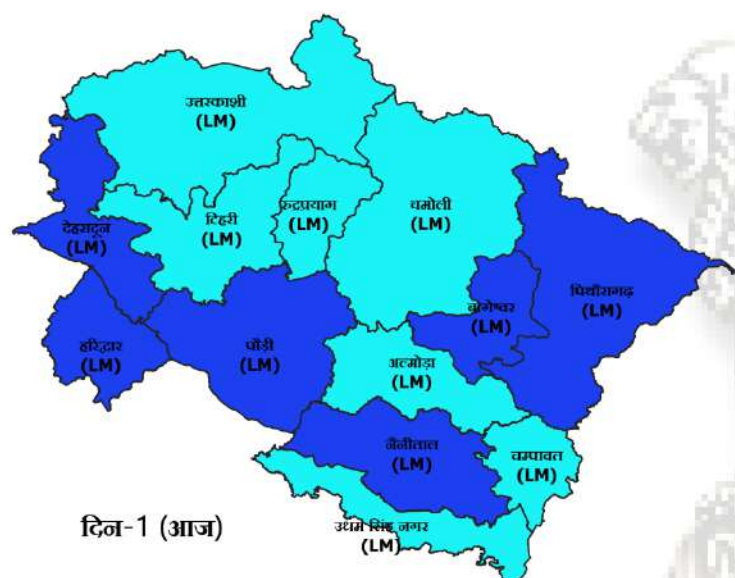 उत्तरकाशी
(LM)
टिहरी
(LM)
रुद्रप्रयाग
(LM)
चमोली
(LM)
देहरादून
(LM)
बागेश्वर
(LM)
पिथौरागढ़
(LM)
हरिद्वार
(LM)
पौड़ी
(LM)
अल्मोड़ा
(LM)
नैनीताल
(LM)
चम्पावत
(LM)
उधम सिंह नगर
(LM)
दिन-1 (आज)